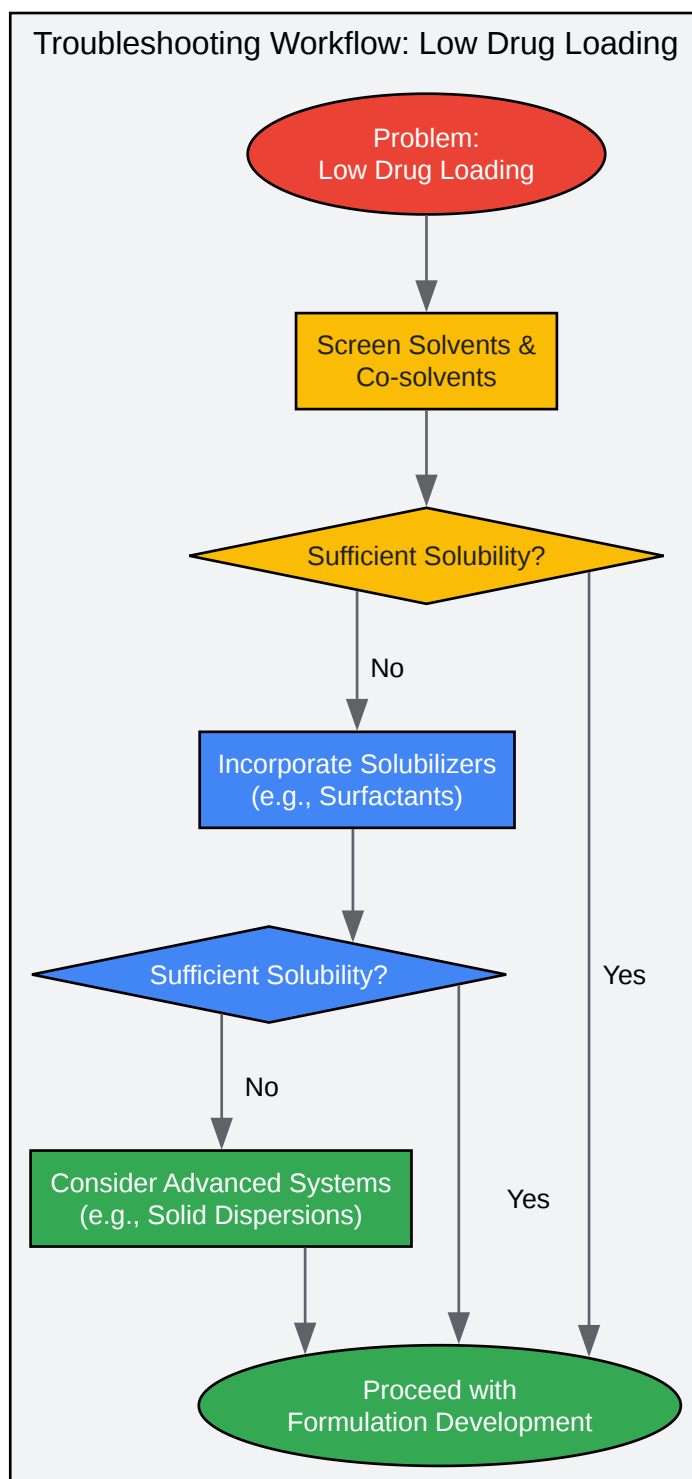 Troubleshooting Workflow: Low Drug Loading
Problem:
Low Drug Loading
Screen Solvents &
Co-solvents
Sufficient Solubility?
No
Incorporate Solubilizers
(e.g., Surfactants)
Sufficient Solubility?
Yes
No
Consider Advanced Systems
(e.g., Solid Dispersions)
Yes
Proceed with
Formulation Development